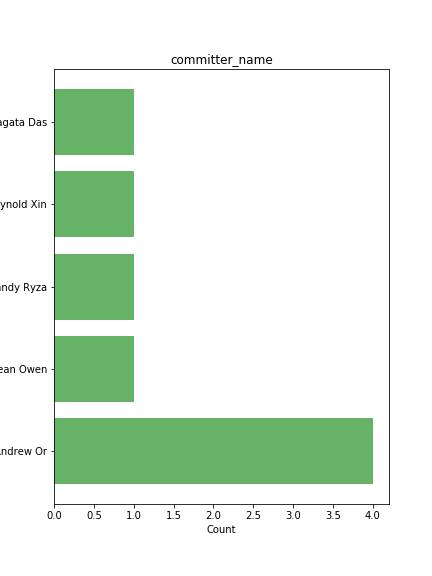 committer_name
agata Das
ynold Xin
andy Ryza
ean Owen
Andrew Or
0.0 0.5 1.0 1.5 2.0 2.5 3.0 3.5 4.0
Count